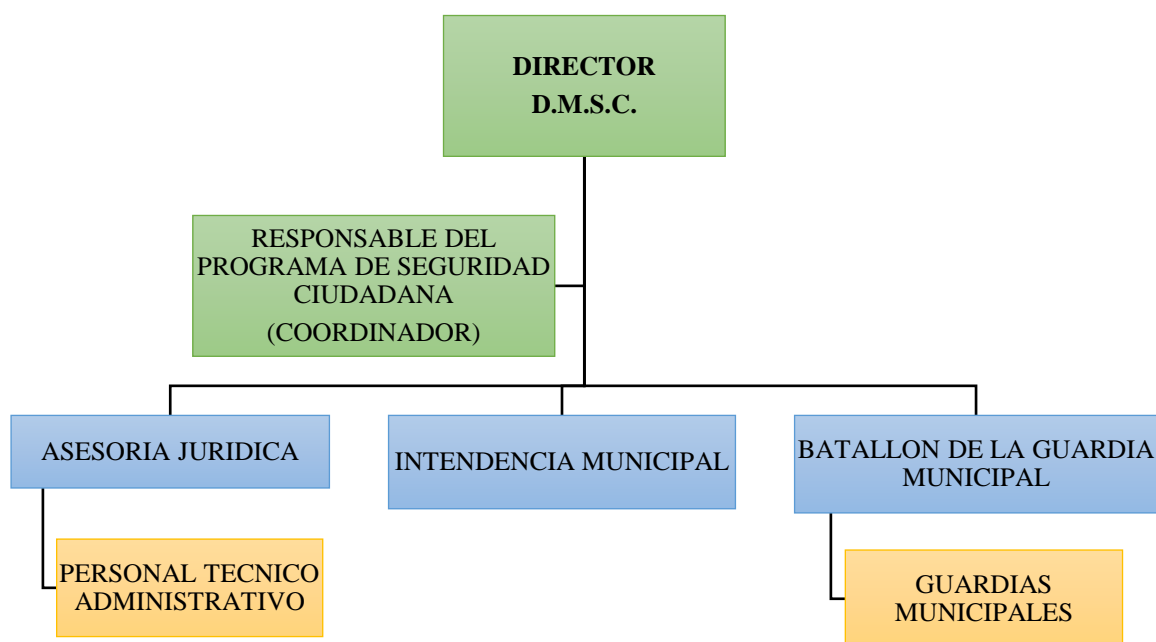 DIRECTOR
D.M.S.C.
RESPONSABLE DEL
PROGRAMA DE SEGURIDAD
CIUDADANA
(COORDINADOR)
ASESORIA JURIDICA
INTENDENCIA MUNICIPAL
BATALLON DE LA GUARDIA
MUNICIPAL
PERSONAL TECNICO
ADMINISTRATIVO
GUARDIAS
MUNICIPALES